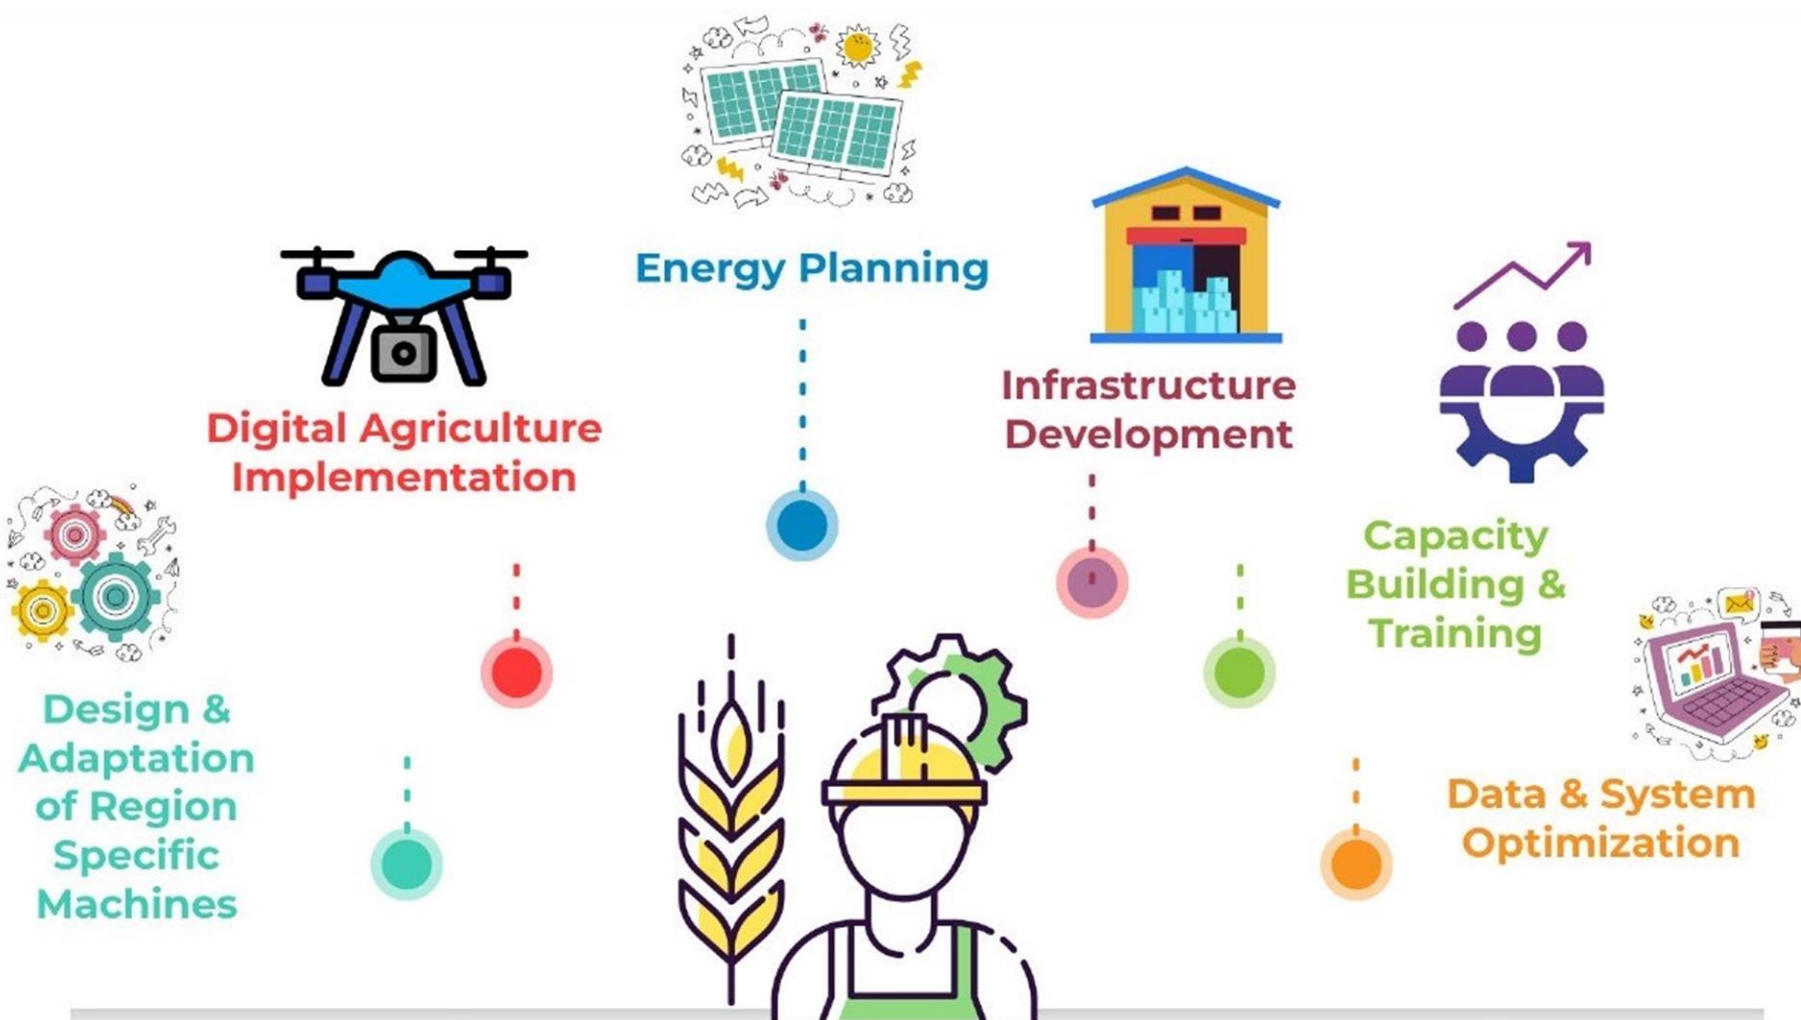 Energy Planning
Digital Agriculture
Implementation
Infrastructure
Development
Capacity
Building &
Training
Design &
Adaptation
of Region
Specific
Machines
Data & System
Optimization